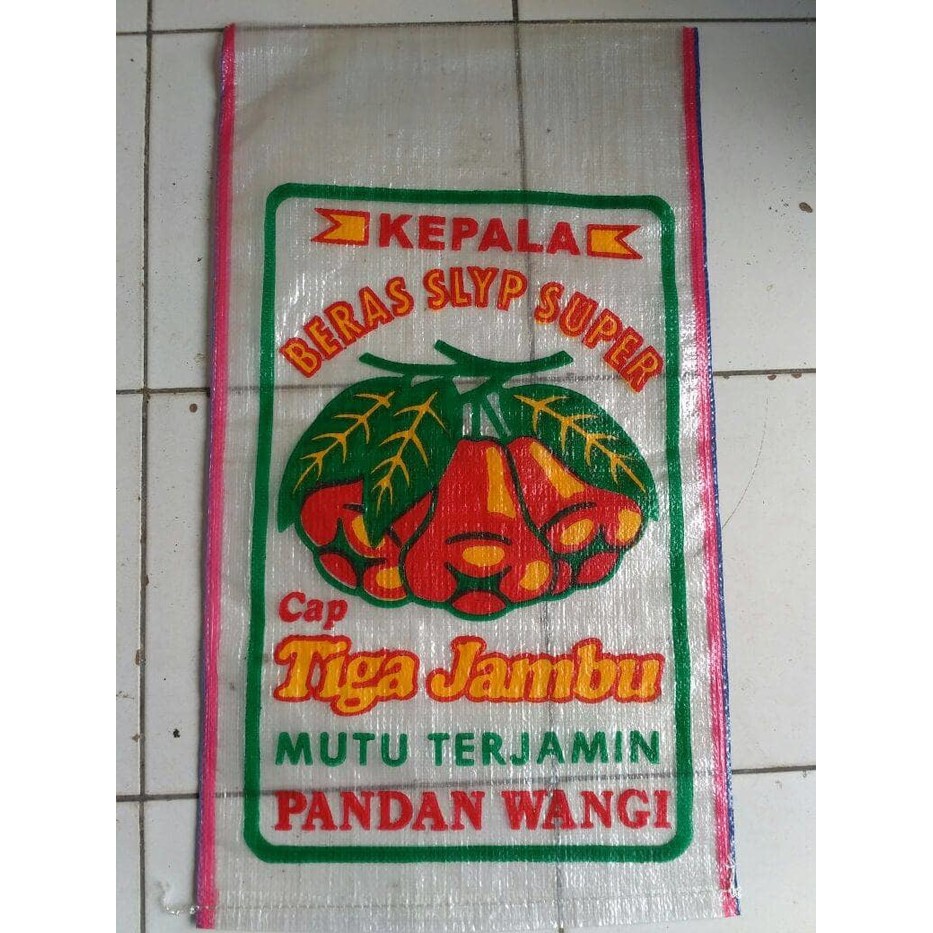 KEPALA
BERAS SLYP SUPER
Cap
Tiga Jambu
MUTU TERJAMIN
PANDAN WANGI